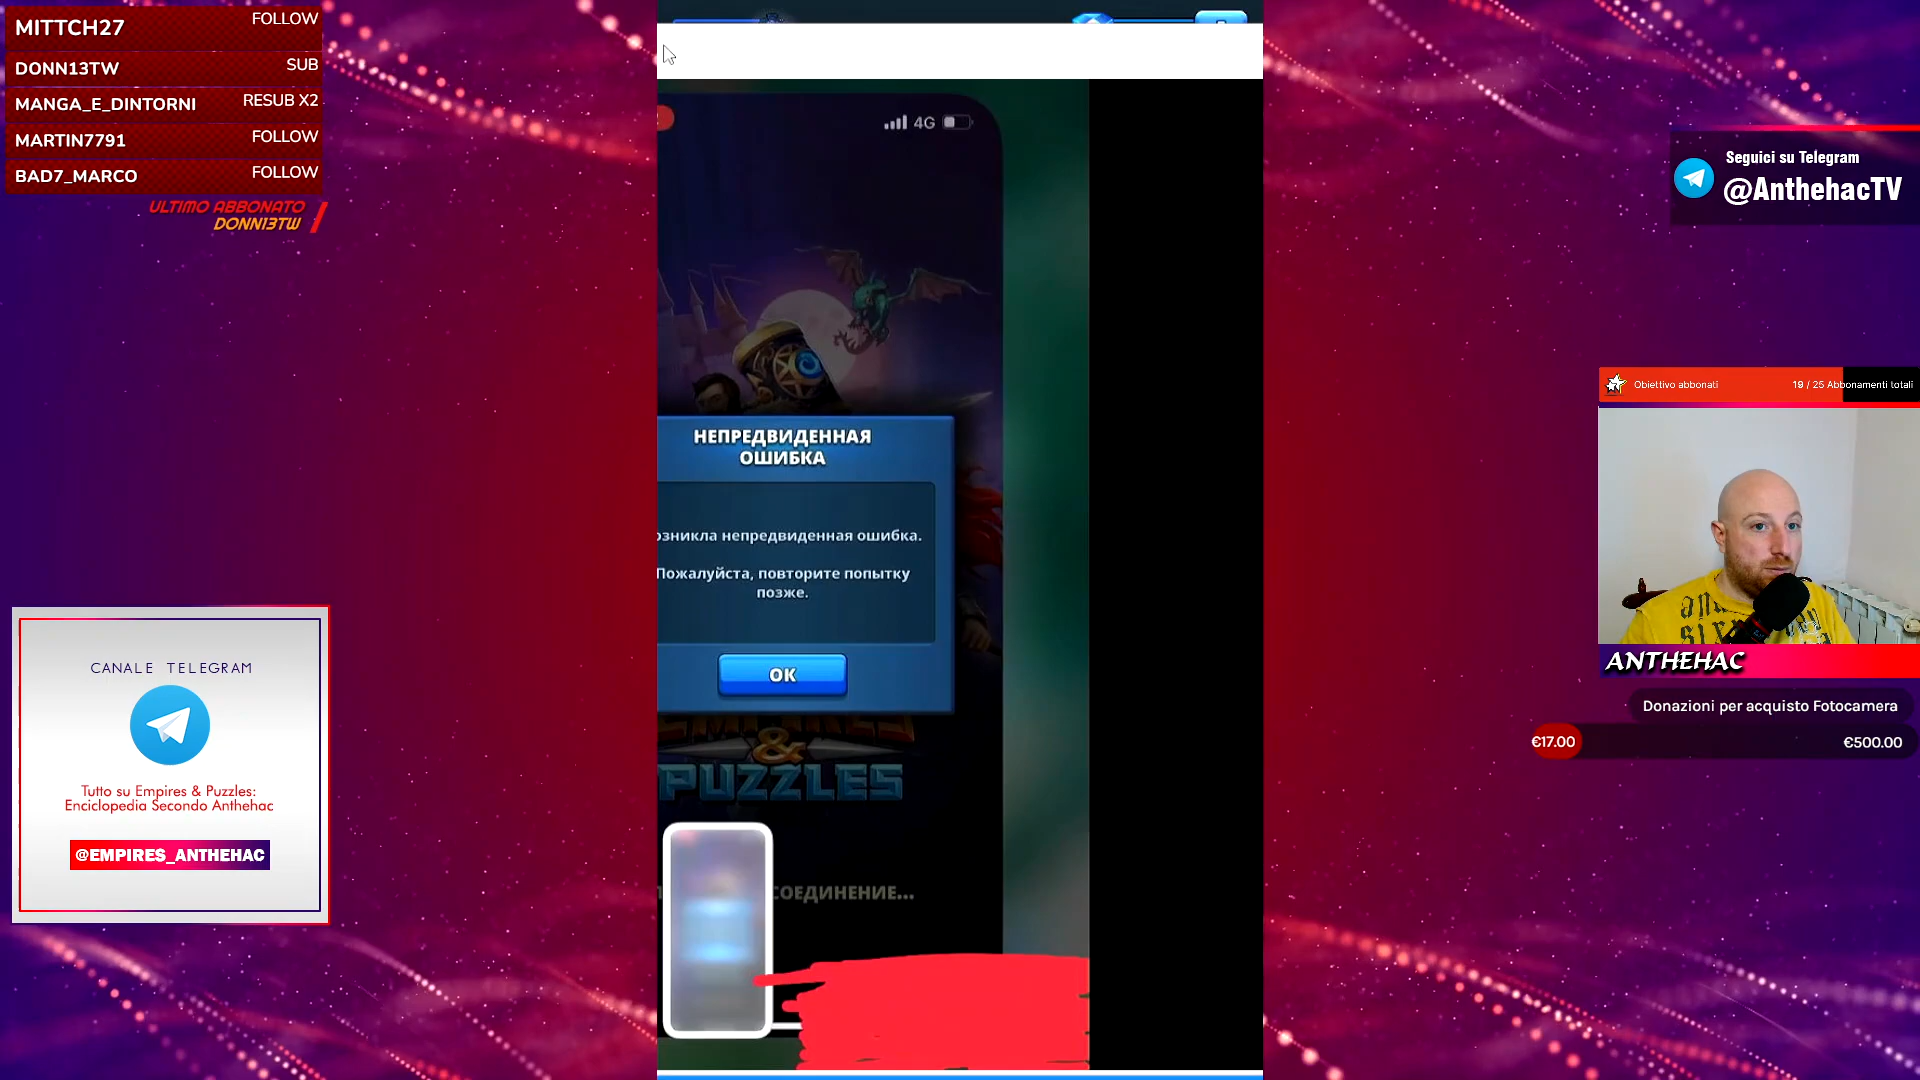 MITTCH27 FOLLOW
DONN13TW SUB
MANGA_E_DINTORNI RESUB X2
MARTIN7791 FOLLOW
BAD7_MARCO FOLLOW
ULTIMO ABBONATO
DONN13TW
CANALE TELEGRAM
Tutto su Empires & Puzzles:
Enciclopedia Secondo Anthehac
@EMPIRES_ANTHEHAC
4G
НЕПРЕДВИДЕННАЯ
ОШИБКА
озникла непредвиденная ошибка.
Пожалуйста, повторите попытку
позже.
OK
EMPIRES
&
PUZZLES
СОЕДИНЕНИЕ...
Seguici su Telegram
@AnthehacTV
Obiettivo abbonati 19 / 25 Abbonamenti totali
ANTHEHAC
Donazioni per acquisto Fotocamera
€17.00 €500.00